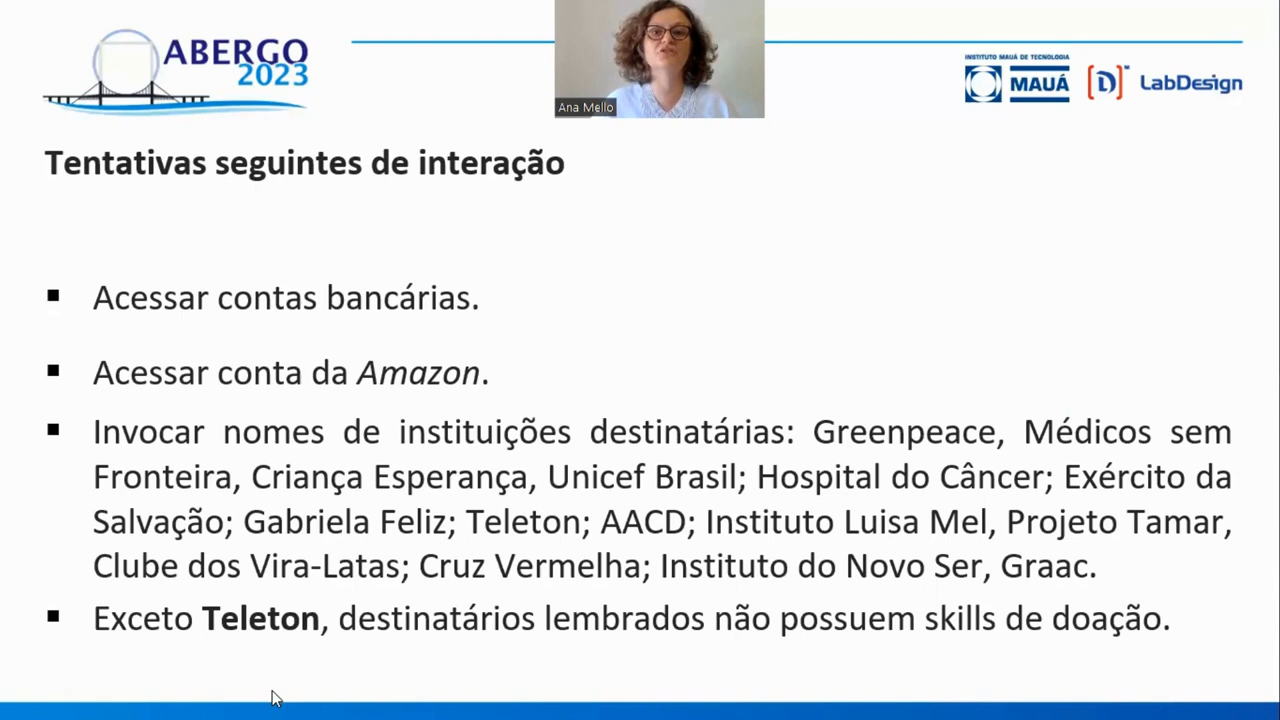 ABERGO
2023
Ana Mello
INSTITUTO MAUÁ DE TECNOLOGIA
MAUÁ
[D]™
LabDesign
Tentativas seguintes de interação
▪ Acessar contas bancárias.
▪ Acessar conta da Amazon.
▪ Invocar nomes de instituições destinatárias: Greenpeace, Médicos sem
Fronteira, Criança Esperança, Unicef Brasil; Hospital do Câncer; Exército da
Salvação; Gabriela Feliz; Teleton; AACD; Instituto Luisa Mel, Projeto Tamar,
Clube dos Vira-Latas; Cruz Vermelha; Instituto do Novo Ser, Graac.
▪ Exceto Teleton, destinatários lembrados não possuem skills de doação.